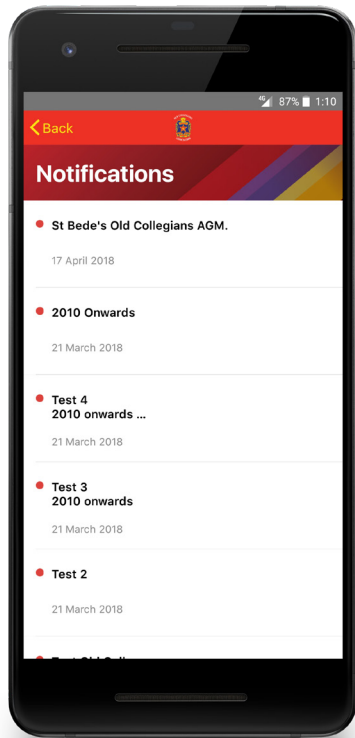 4G 87% 1:10
Back
Notifications
St Bede's Old Collegians AGM.
17 April 2018
2010 Onwards
21 March 2018
Test 4
2010 onwards ...
21 March 2018
Test 3
2010 onwards
21 March 2018
Test 2
21 March 2018